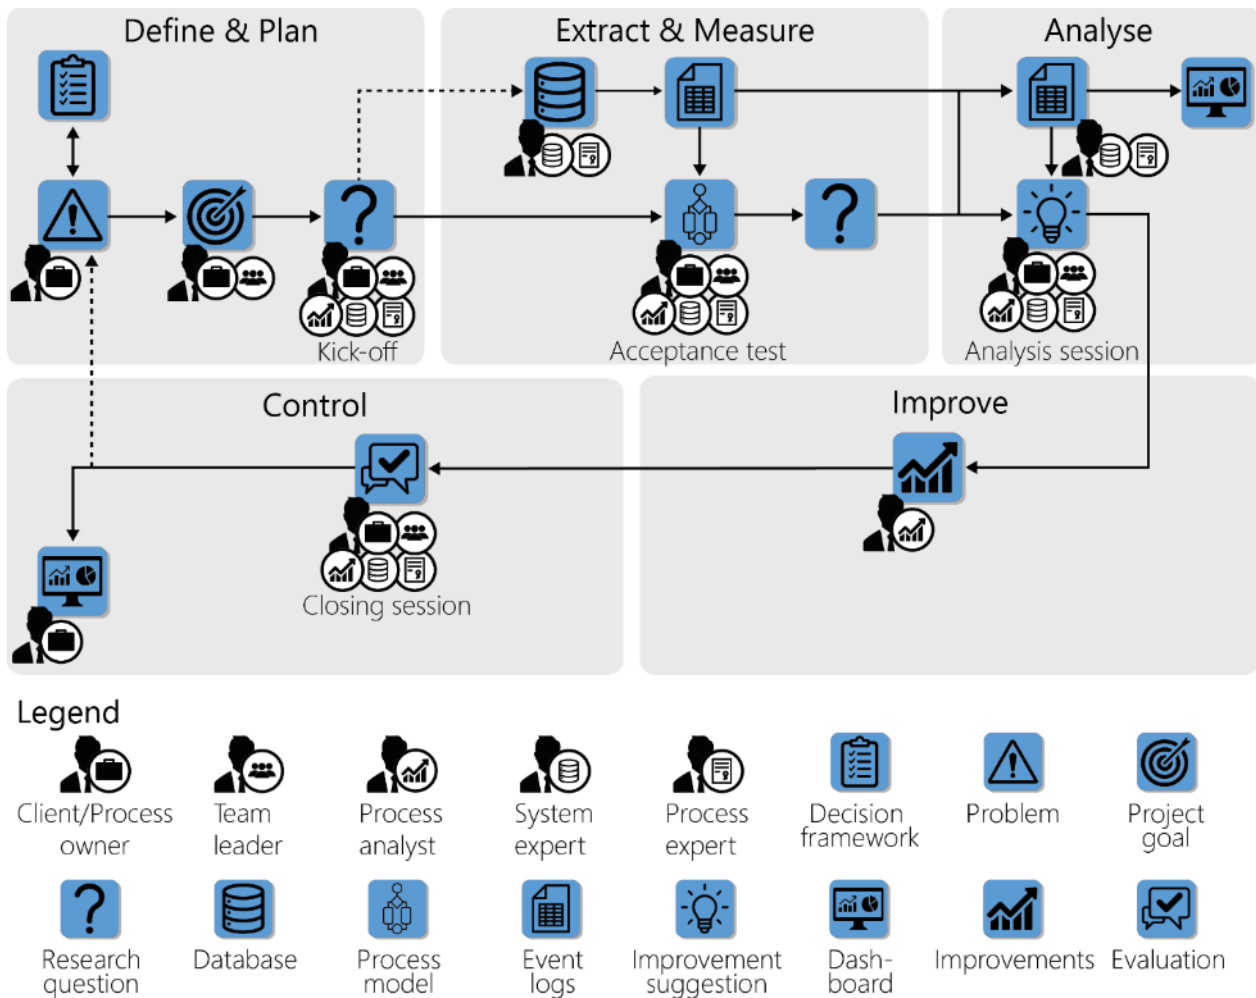 Define & Plan
Extract & Measure
Analyse
Kick-off
Acceptance test
Analysis session
Control
Improve
Closing session
Legend
Client/Process
owner
Team
leader
Process
analyst
System
expert
Process
expert
Decision
framework
Problem
Project
goal
Research
question
Database
Process
model
Event
logs
Improvement
suggestion
Dash-
board
Improvements
Evaluation